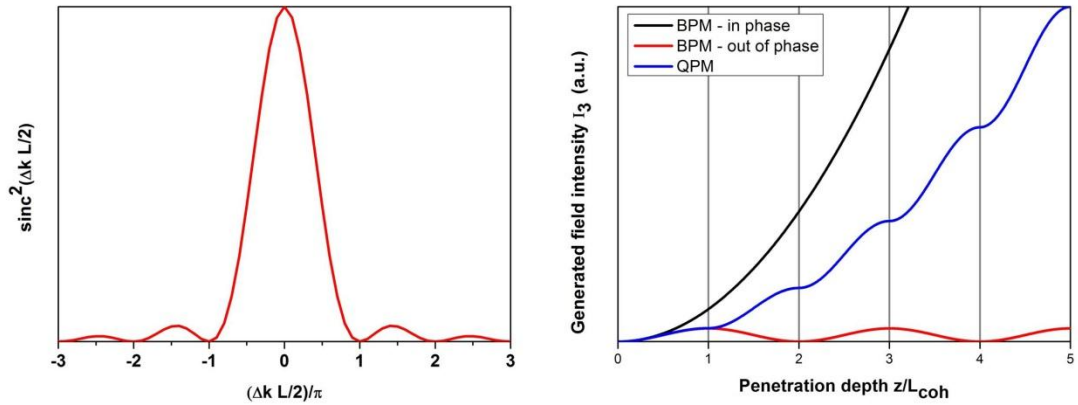 sinc²(Δk L/2)
-3 -2 -1 0 1 2 3
(Δk L/2)/π
Generated field intensity I₃ (a.u.)
BPM - in phase
BPM - out of phase
QPM
0 1 2 3 4 5
Penetration depth z/L_coh